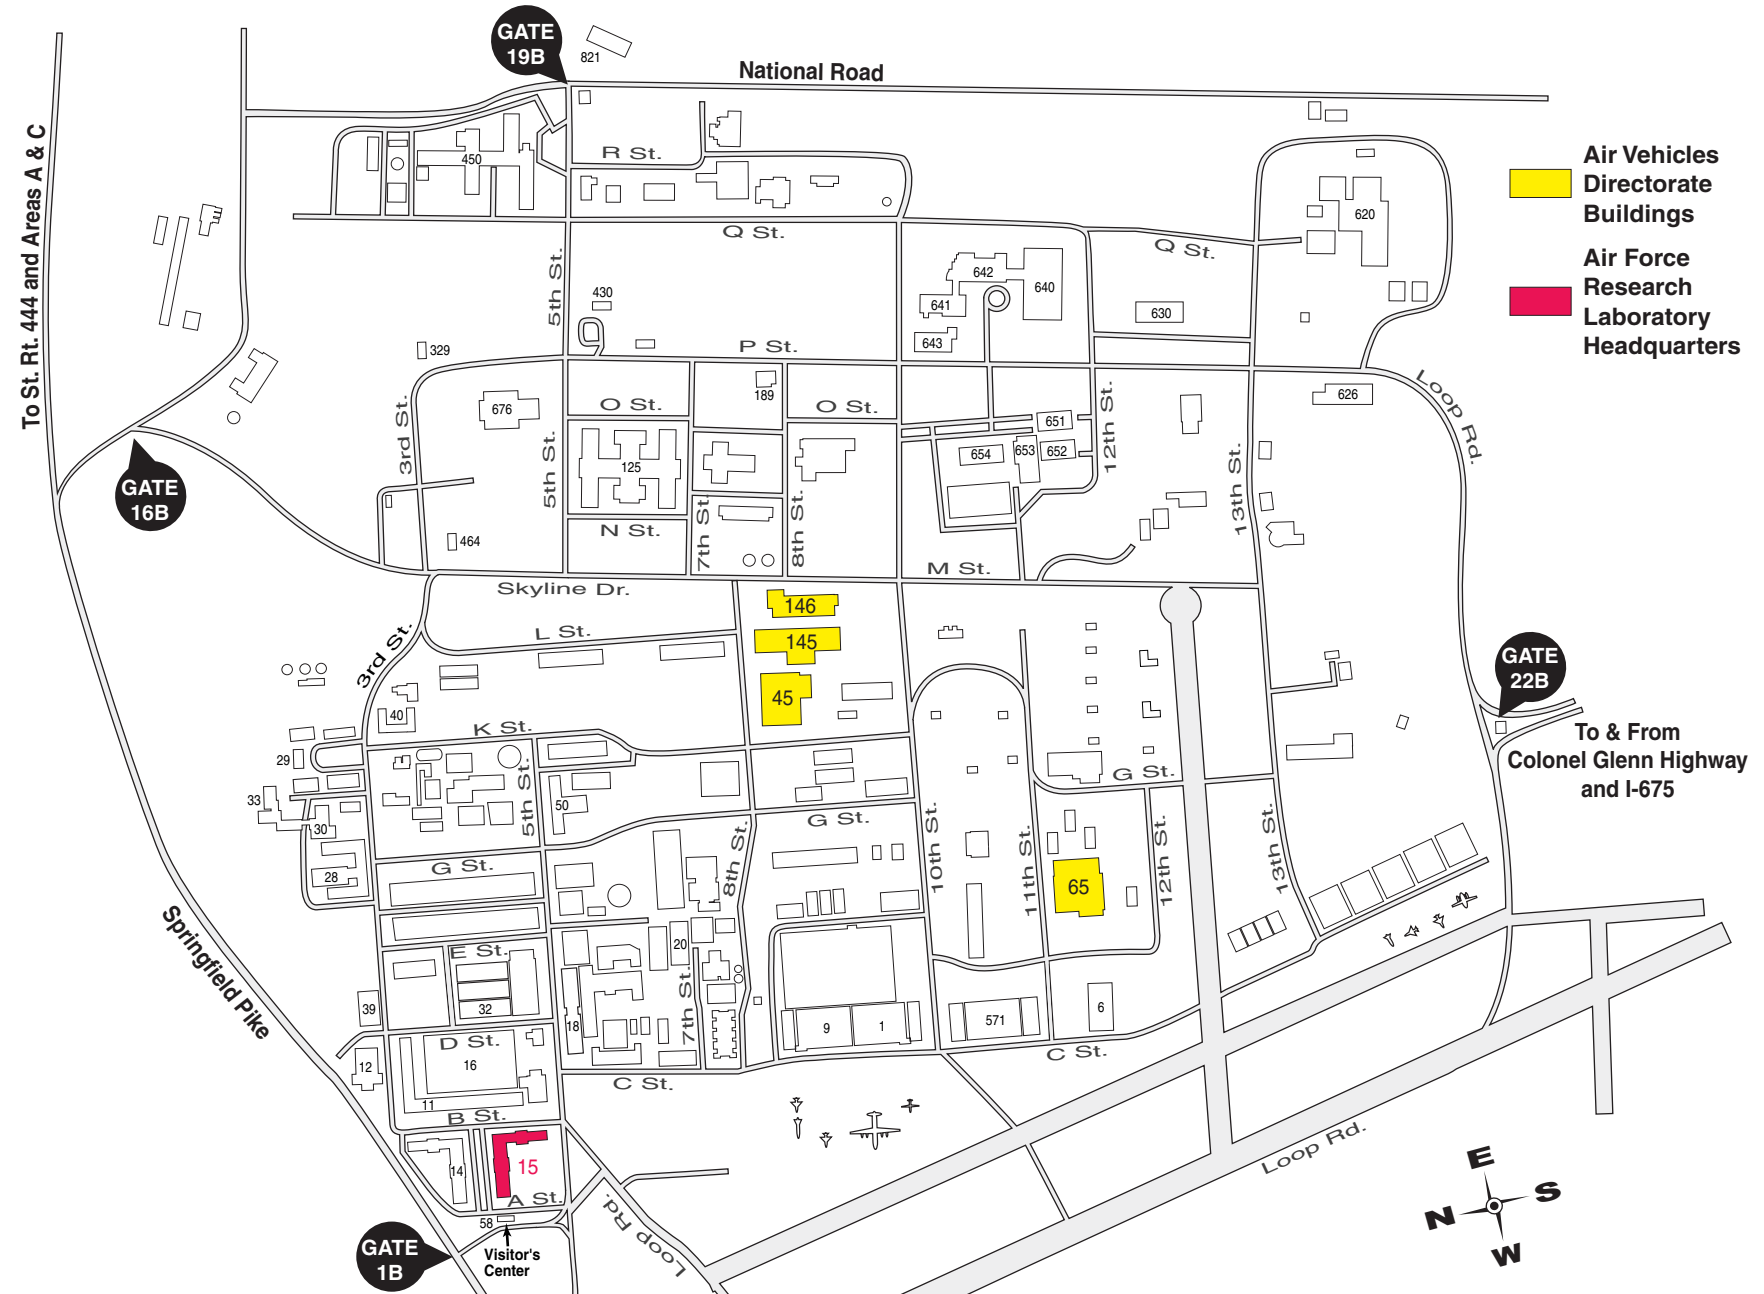 GATE
19B
821
National Road
To St. Rt. 444 and Areas A & C
450
R St.
Air Vehicles
Directorate
Buildings
Air Force
Research
Laboratory
Headquarters
620
Q St.
Q St.
5th St.
642
640
641
643
630
430
329
P St.
189
626
Loop Rd.
676
3rd St.
O St.
O St.
651
652
653
654
12th St.
13th St.
5th St.
125
GATE
16B
N St.
7th St.
8th St.
464
M St.
Skyline Dr.
146
145
45
L St.
3rd St.
40
K St.
GATE
22B
To & From
Colonel Glenn Highway
and I-675
29
33
30
28
5th St.
50
G St.
G St.
G St.
8th St.
10th St.
11th St.
65
12th St.
13th St.
Springfield Pike
E St.
20
39
32
18
7th St.
9
1
571
6
D St.
12
16
11
C St.
C St.
B St.
14
15
A St.
58
Visitor's
Center
GATE
1B
Loop Rd.
Loop Rd.
E
N
S
W